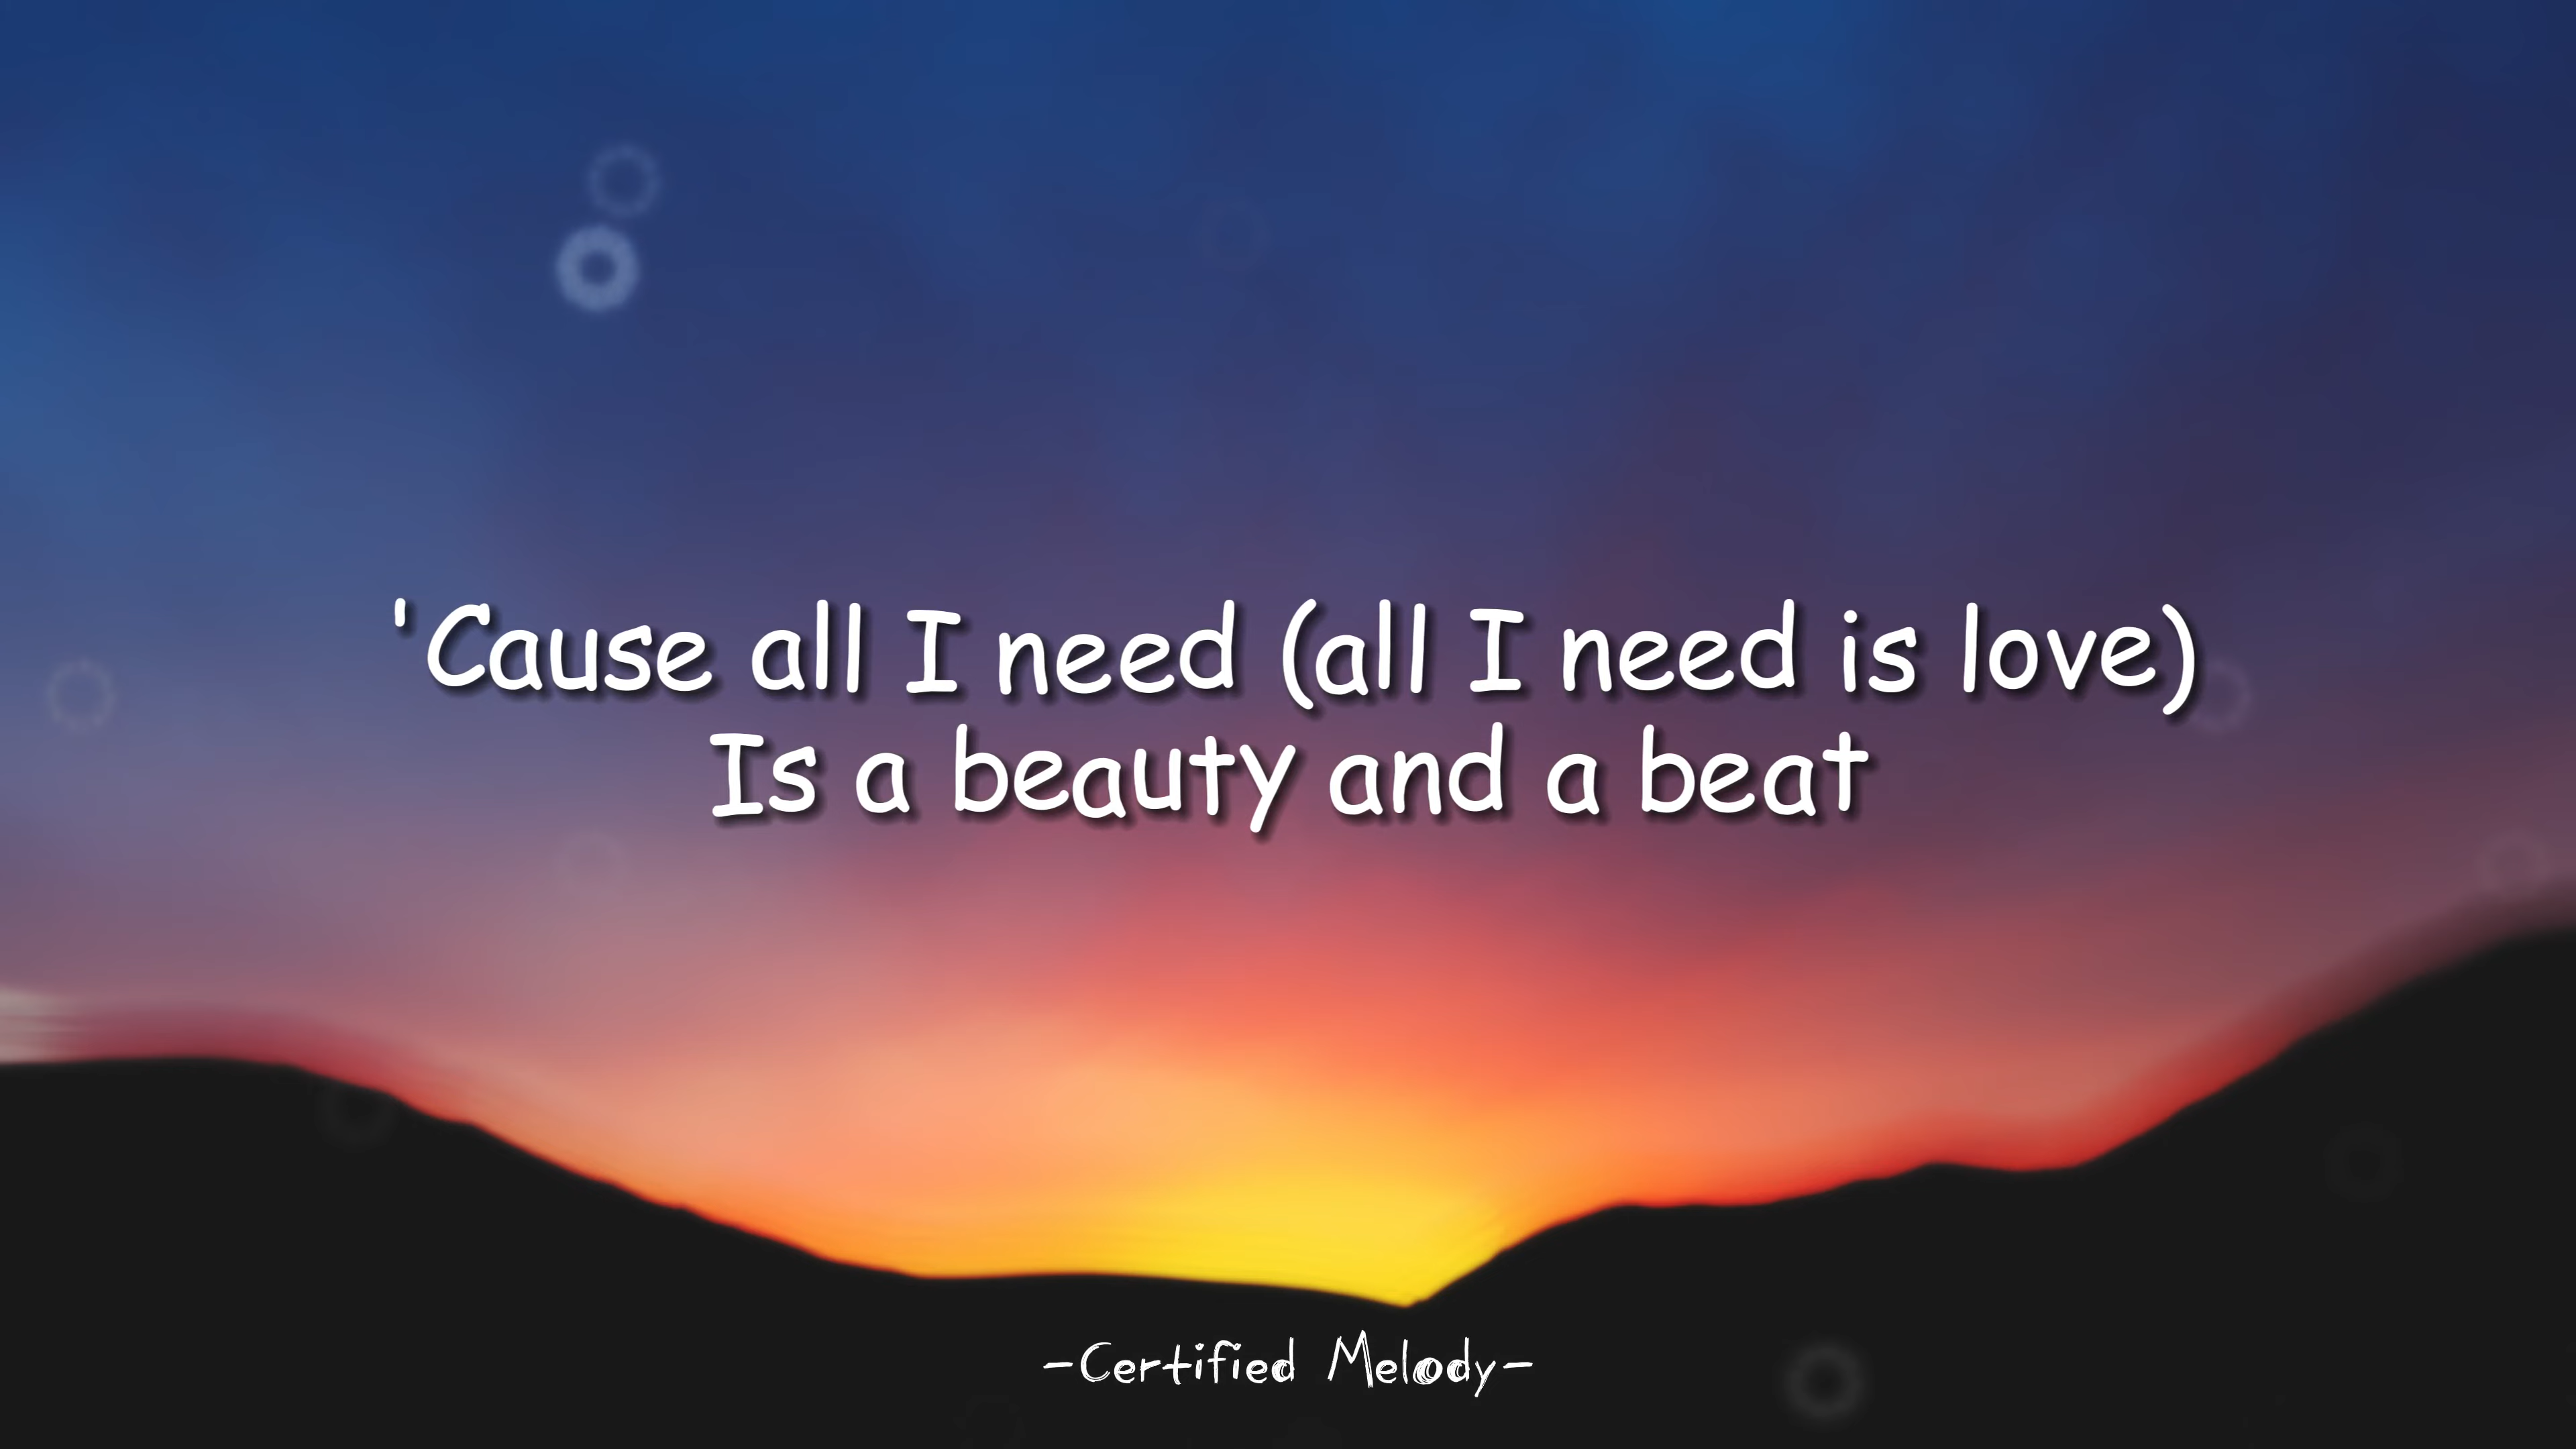 'Cause all I need (all I need is love)
Is a beauty and a beat
-Certified Melody-